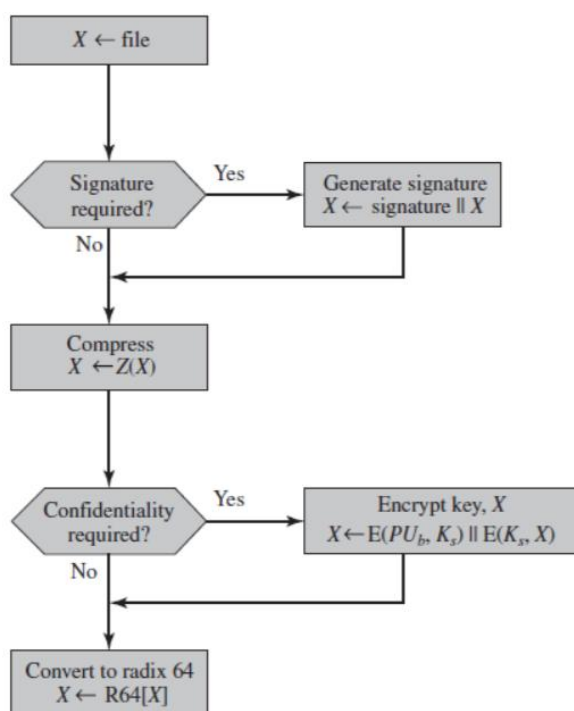 X ← file
Signature
required?
Yes
Generate signature
X ← signature || X
No
Compress
X ← Z(X)
Confidentiality
required?
Yes
Encrypt key, X
X ← E(PU_b, K_s) || E(K_s, X)
No
Convert to radix 64
X ← R64[X]